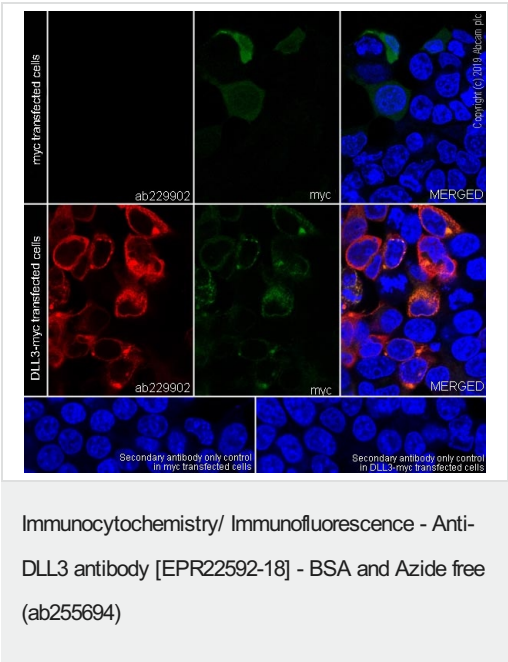 myc transfected cells
ab229902
myc
MERGED
Copyright (c) 2019 Abcam plc
DLL3-myc transfected cells
ab229902
myc
MERGED
Secondary antibody only control
in myc transfected cells
Secondary antibody only control
in DLL3-myc transfected cells
Immunocytochemistry/ Immunofluorescence - Anti-
DLL3 antibody [EPR22592-18] - BSA and Azide free
(ab255694)